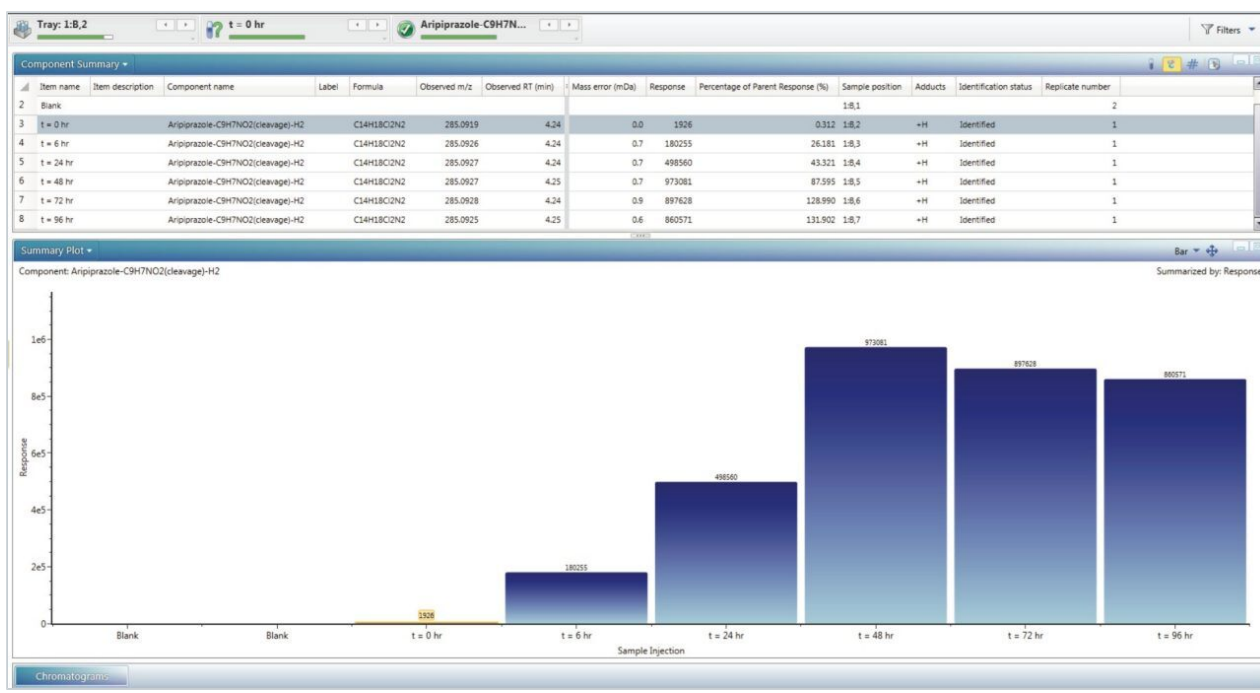 Tray: 1:B,2 t = 0 hr Aripiprazole-C9H7N... Filters
Component Summary
Item name Item description Component name Label Formula Observed m/z Observed RT (min) Mass error (mDa) Response Percentage of Parent Response (%) Sample position Adducts Identification status Replicate number
2 Blank 1:B,1 2
3 t = 0 hr Aripiprazole-C9H7NO2(cleavage)-H2 C14H18Cl2N2 285.0919 4.24 0.0 1926 0.312 1:B,2 +H Identified 1
4 t = 6 hr Aripiprazole-C9H7NO2(cleavage)-H2 C14H18Cl2N2 285.0926 4.24 0.7 180255 26.181 1:B,3 +H Identified 1
5 t = 24 hr Aripiprazole-C9H7NO2(cleavage)-H2 C14H18Cl2N2 285.0927 4.24 0.7 498560 43.321 1:B,4 +H Identified 1
6 t = 48 hr Aripiprazole-C9H7NO2(cleavage)-H2 C14H18Cl2N2 285.0927 4.25 0.7 973081 87.595 1:B,5 +H Identified 1
7 t = 72 hr Aripiprazole-C9H7NO2(cleavage)-H2 C14H18Cl2N2 285.0928 4.24 0.9 897628 128.990 1:B,6 +H Identified 1
8 t = 96 hr Aripiprazole-C9H7NO2(cleavage)-H2 C14H18Cl2N2 285.0925 4.25 0.6 860571 131.902 1:B,7 +H Identified 1
Summary Plot Bar
Component: Aripiprazole-C9H7NO2(cleavage)-H2 Summarized by: Response
1e6
973081
897628
860571
8e5
Response
6e5
498560
4e5
2e5
180255
1926
0
Blank Blank t = 0 hr t = 6 hr t = 24 hr t = 48 hr t = 72 hr t = 96 hr
Sample Injection
Chromatograms